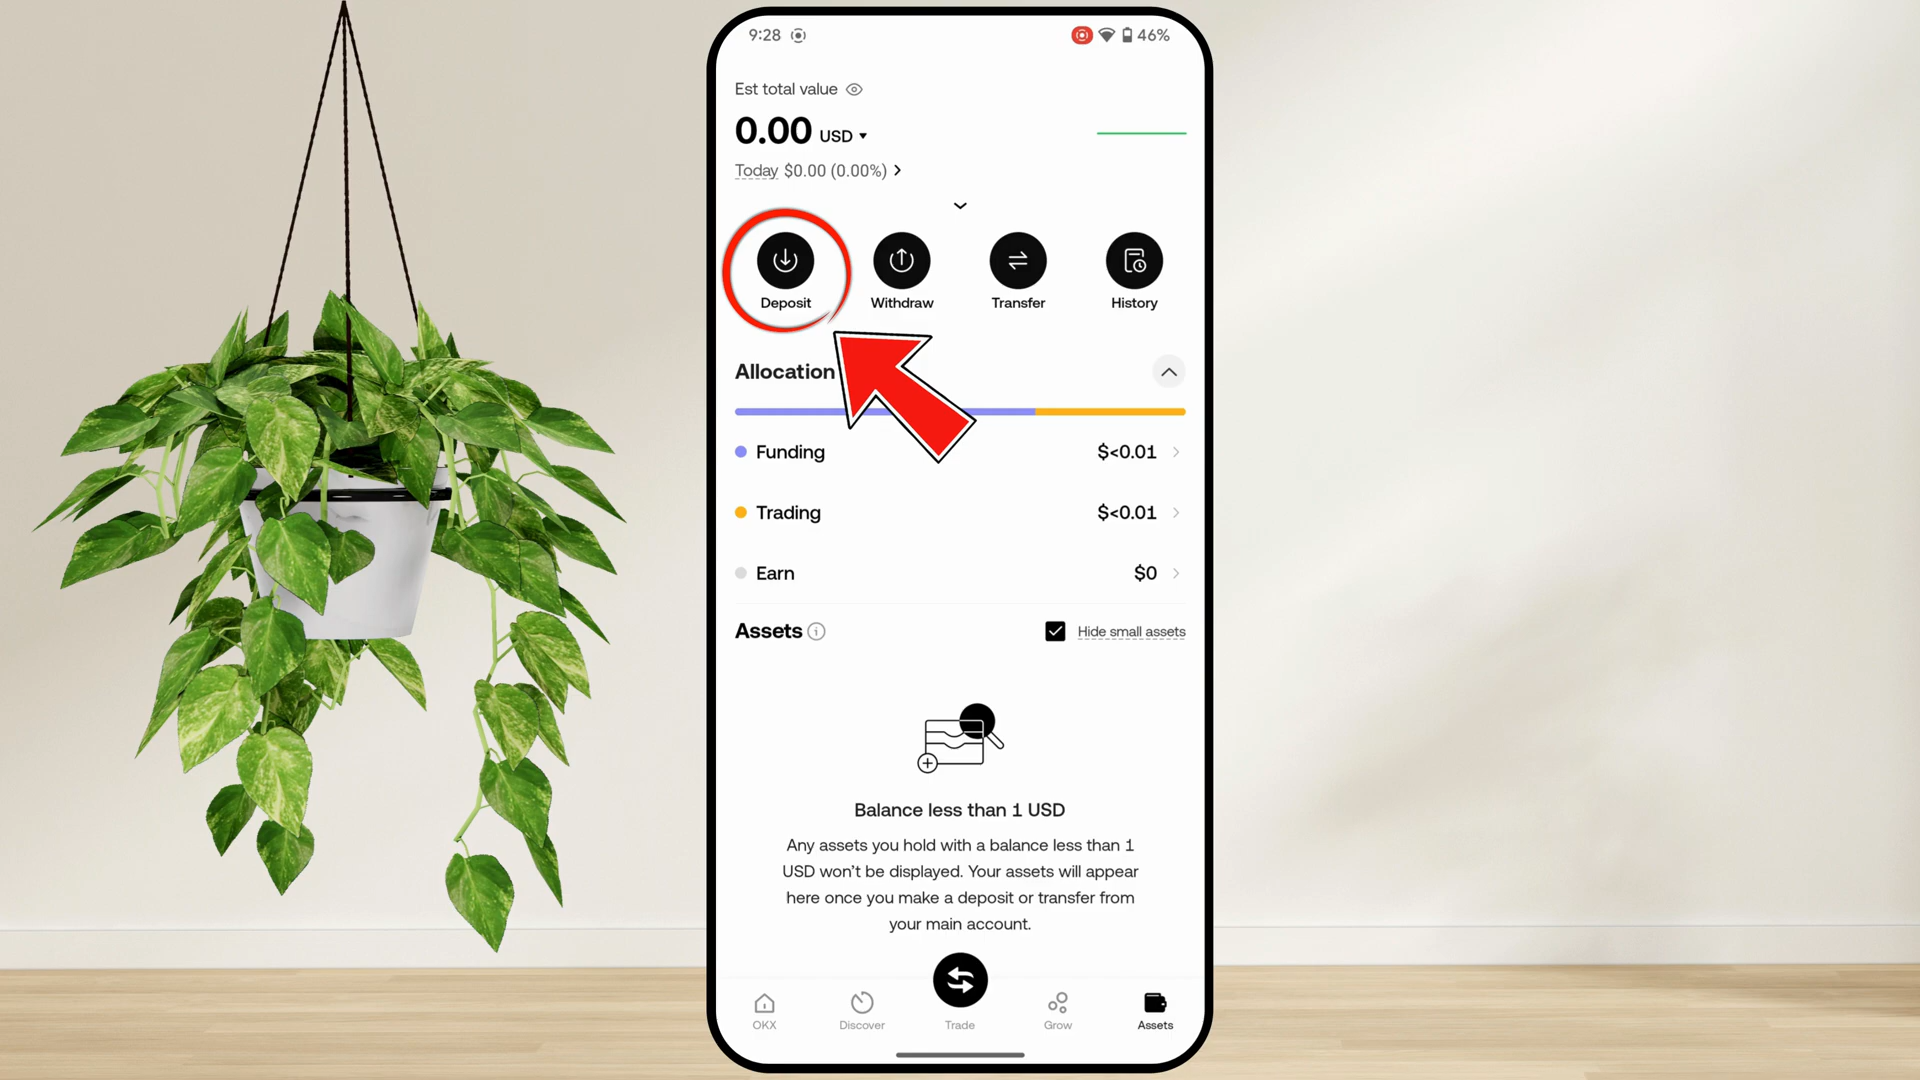 9:28
46%
Est total value
0.00 USD
Today $0.00 (0.00%)
Deposit
Withdraw
Transfer
History
Allocation
Funding $<0.01
Trading $<0.01
Earn $0
Assets
Hide small assets
Balance less than 1 USD
Any assets you hold with a balance less than 1
USD won’t be displayed. Your assets will appear
here once you make a deposit or transfer from
your main account.
OKX
Discover
Trade
Grow
Assets